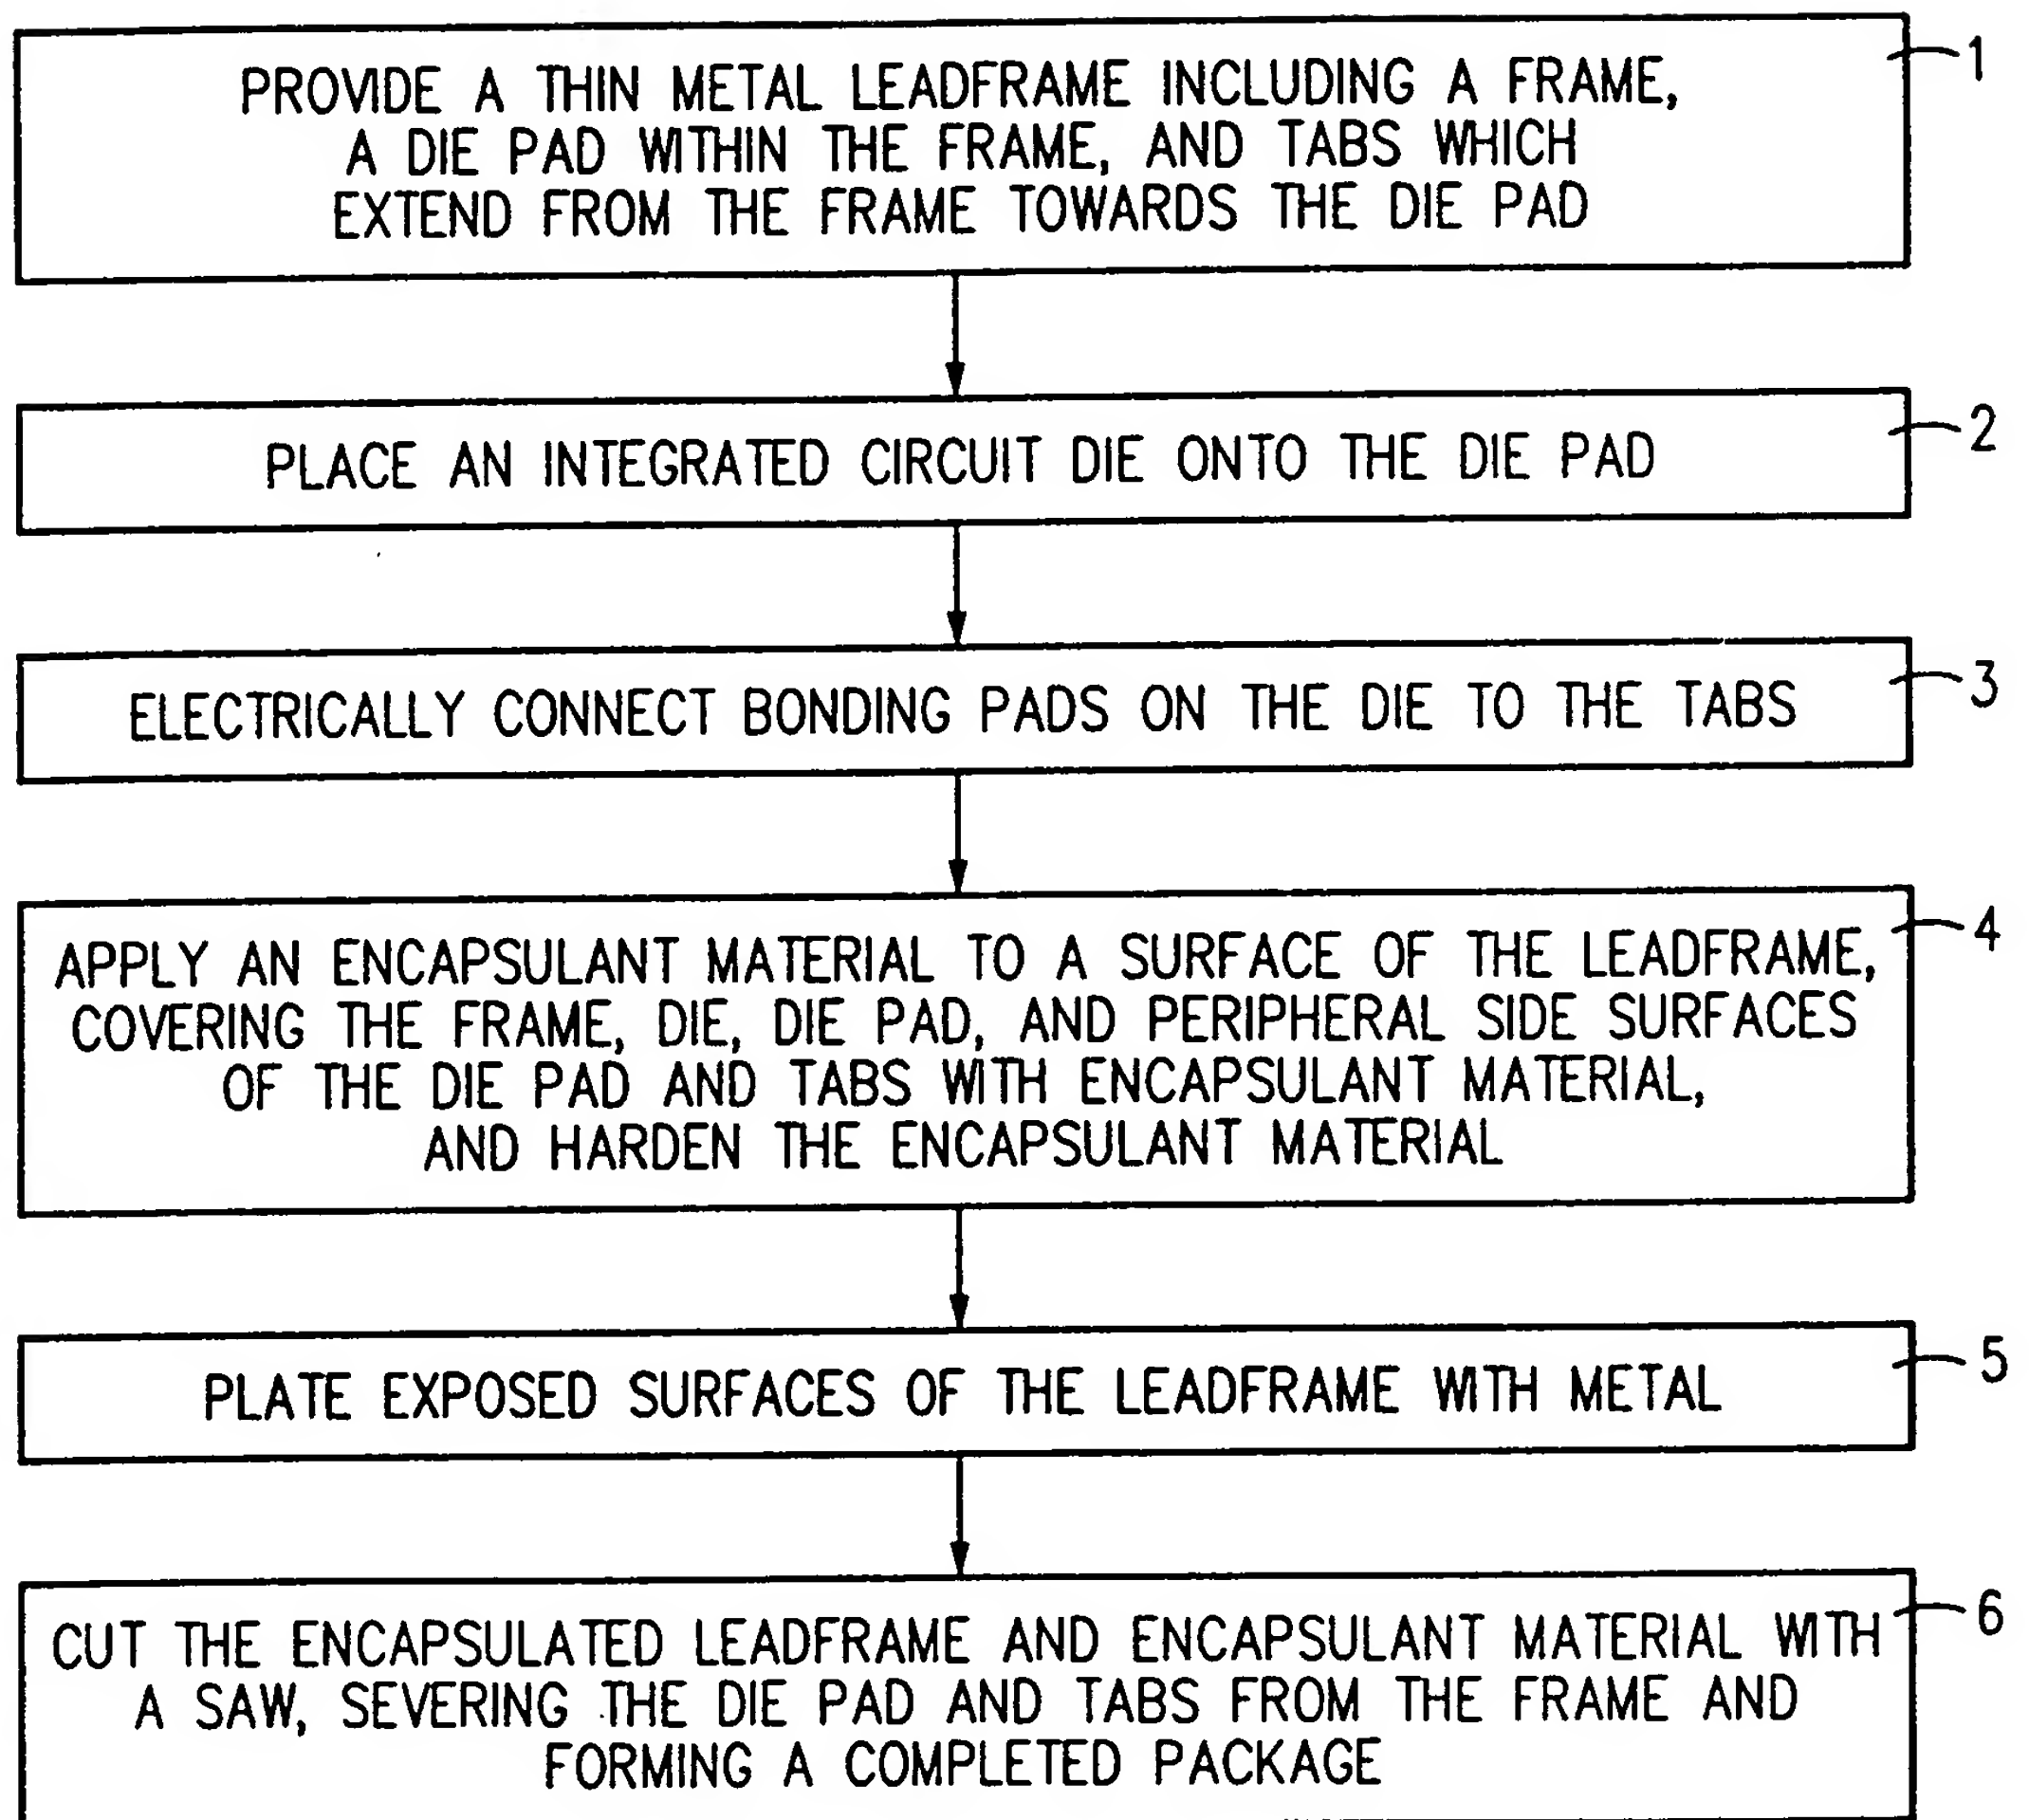 PROVIDE A THIN METAL LEADFRAME INCLUDING A FRAME,
A DIE PAD WITHIN THE FRAME, AND TABS WHICH
EXTEND FROM THE FRAME TOWARDS THE DIE PAD
1
PLACE AN INTEGRATED CIRCUIT DIE ONTO THE DIE PAD
2
ELECTRICALLY CONNECT BONDING PADS ON THE DIE TO THE TABS
3
APPLY AN ENCAPSULANT MATERIAL TO A SURFACE OF THE LEADFRAME,
COVERING THE FRAME, DIE, DIE PAD, AND PERIPHERAL SIDE SURFACES
OF THE DIE PAD AND TABS WITH ENCAPSULANT MATERIAL,
AND HARDEN THE ENCAPSULANT MATERIAL
4
PLATE EXPOSED SURFACES OF THE LEADFRAME WITH METAL
5
CUT THE ENCAPSULATED LEADFRAME AND ENCAPSULANT MATERIAL WITH
A SAW, SEVERING THE DIE PAD AND TABS FROM THE FRAME AND
FORMING A COMPLETED PACKAGE
6